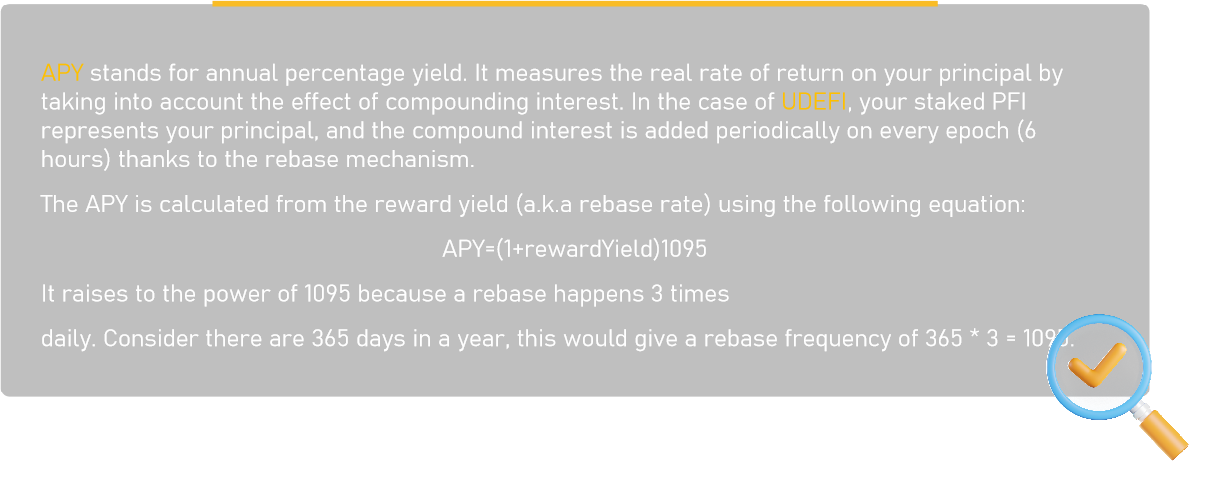 APY stands for annual percentage yield. It measures the real rate of return on your principal by
taking into account the effect of compounding interest. In the case of UDEFI, your staked PFI
represents your principal, and the compound interest is added periodically on every epoch (6
hours) thanks to the rebase mechanism.
The APY is calculated from the reward yield (a.k.a rebase rate) using the following equation:
APY=(1+rewardYield)1095
It raises to the power of 1095 because a rebase happens 3 times
daily. Consider there are 365 days in a year, this would give a rebase frequency of 365 * 3 = 1095.